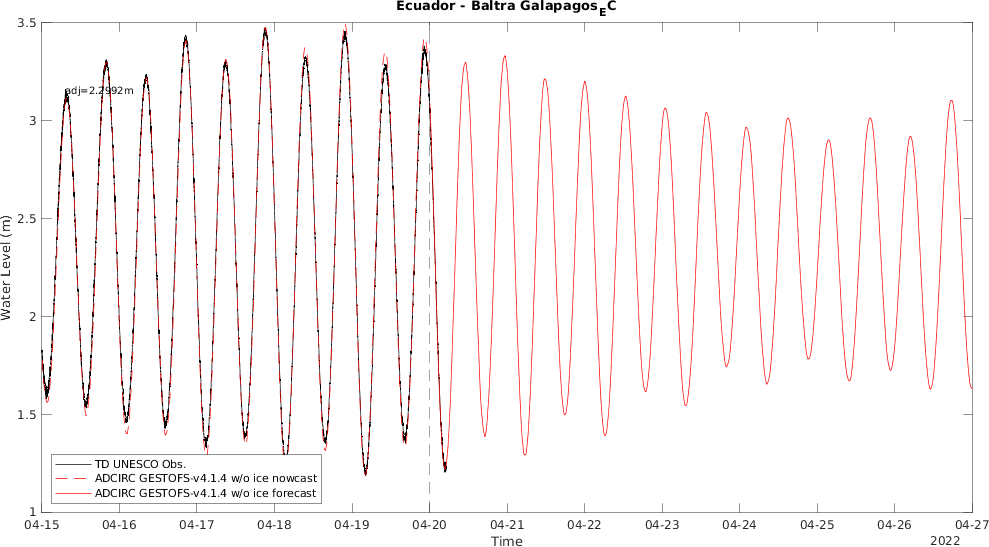 Ecuador - Baltra Galapagos_EC
3.5
3
2.5
2
1.5
1
Water Level (m)
adj=2.2992m
TD UNESCO Obs.
ADCIRC GESTOFS-v4.1.4 w/o ice nowcast
ADCIRC GESTOFS-v4.1.4 w/o ice forecast
04-15 04-16 04-17 04-18 04-19 04-20 04-21 04-22 04-23 04-24 04-25 04-26 04-27
Time
2022